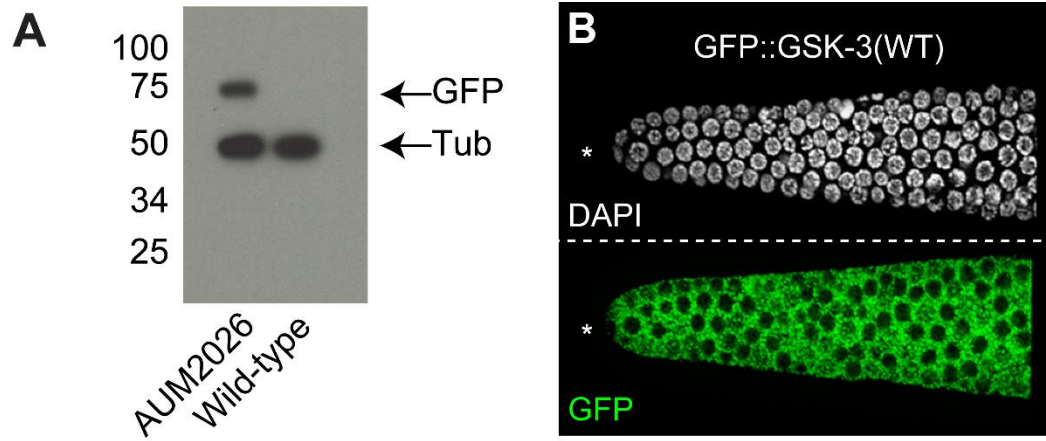 A
100
75
50
34
25
GFP
Tub
AUM2026
Wild-type
B
GFP::GSK-3(WT)
*
DAPI
*
GFP